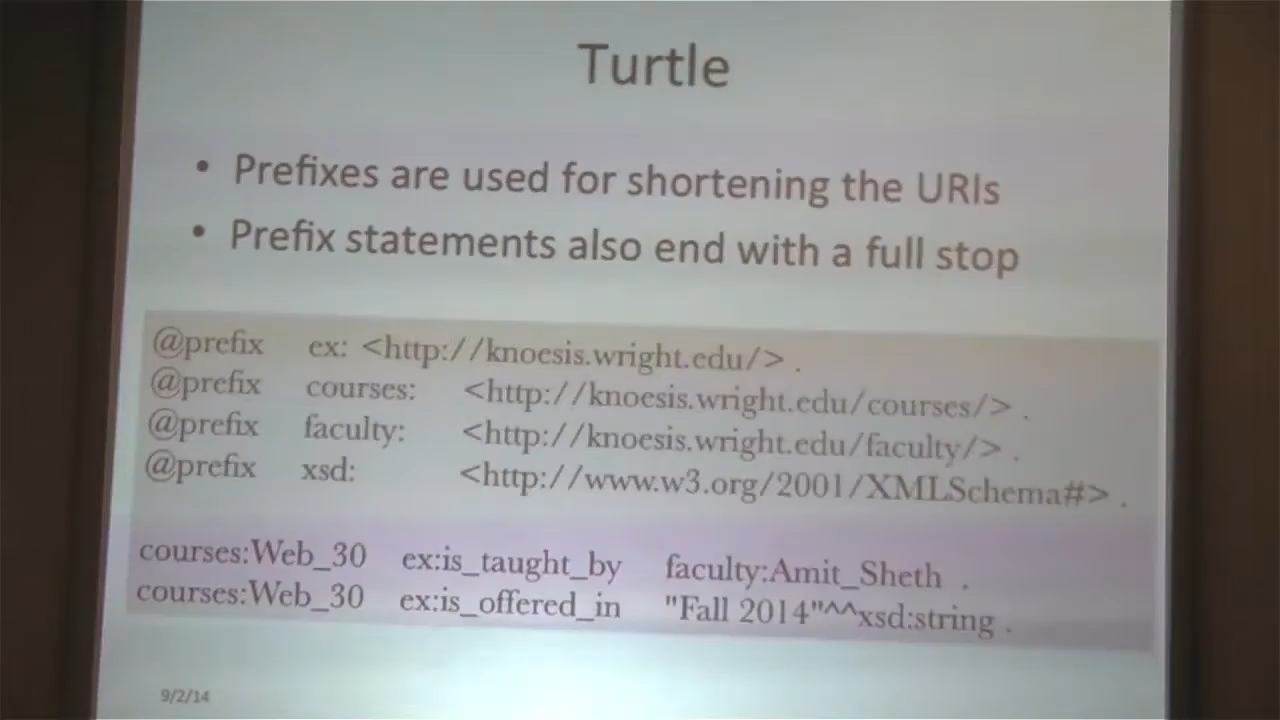 Turtle
• Prefixes are used for shortening the URIs
• Prefix statements also end with a full stop
@prefix ex: <http://knoesis.wright.edu/> .
@prefix courses: <http://knoesis.wright.edu/courses/> .
@prefix faculty: <http://knoesis.wright.edu/faculty/> .
@prefix xsd: <http://www.w3.org/2001/XMLSchema#> .
courses:Web_30 ex:is_taught_by faculty:Amit_Sheth .
courses:Web_30 ex:is_offered_in "Fall 2014"^^xsd:string .
9/2/14